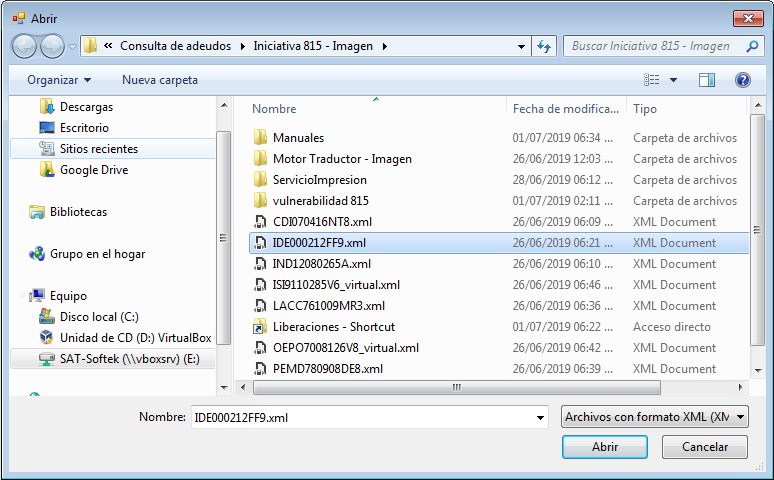 Abrir
« Consulta de adeudos Iniciativa 815 - Imagen
Buscar Iniciativa 815 - Imagen
Organizar Nueva carpeta
Descargas
Escritorio
Sitios recientes
Google Drive
Bibliotecas
Grupo en el hogar
Equipo
Disco local (C:)
Unidad de CD (D:) VirtualBox
SAT-Softek (\\vboxsrv) (E:)
Nombre Fecha de modifica... Tipo
Manuales 01/07/2019 06:34 ... Carpeta de archivos
Motor Traductor - Imagen 26/06/2019 12:03 ... Carpeta de archivos
ServicioImpresion 28/06/2019 06:12 ... Carpeta de archivos
vulnerabilidad 815 01/07/2019 02:11 ... Carpeta de archivos
CDI070416NT8.xml 26/06/2019 06:09 ... XML Document
IDE000212FF9.xml 26/06/2019 06:21 ... XML Document
IND12080265A.xml 26/06/2019 06:10 ... XML Document
ISI9110285V6_virtual.xml 26/06/2019 06:46 ... XML Document
LACC761009MR3.xml 26/06/2019 06:36 ... XML Document
Liberaciones - Shortcut 01/07/2019 06:22 ... Acceso directo
OEPO7008126V8_virtual.xml 26/06/2019 06:42 ... XML Document
PEMD780908DE8.xml 26/06/2019 06:39 ... XML Document
Nombre: IDE000212FF9.xml Archivos con formato XML (XM
Abrir Cancelar